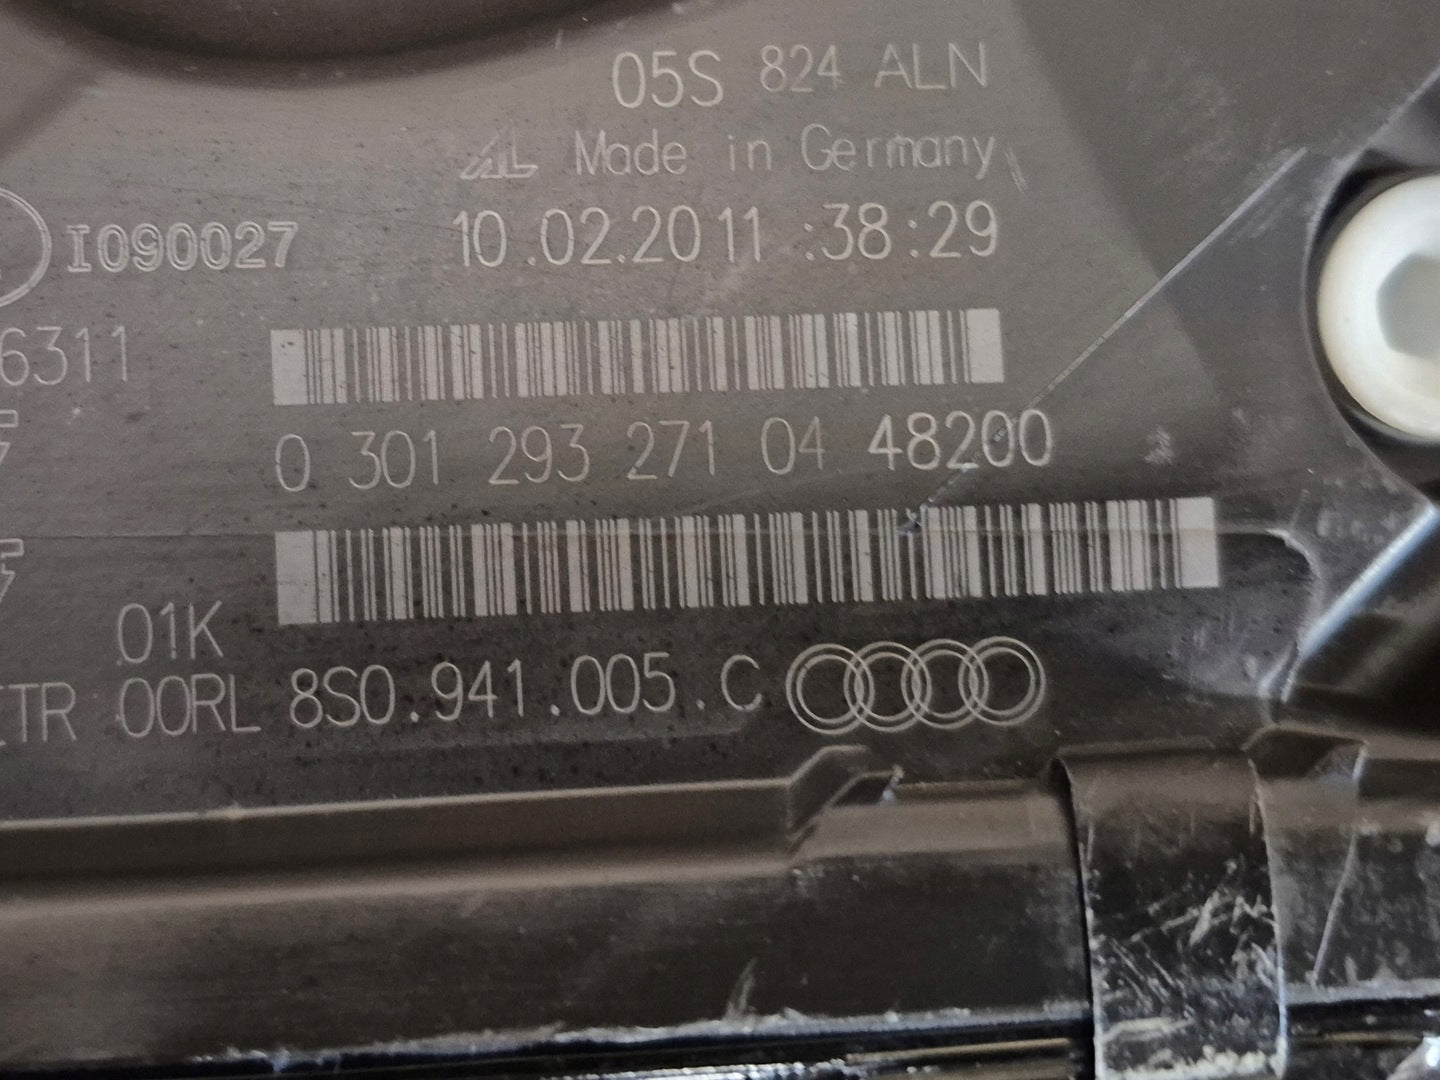 05S 824 ALN
AL Made in Germany
I090027 10.02.2011 :38:29
6311
0 301 293 271 04 48200
01K
TR 00RL 8S0.941.005.C